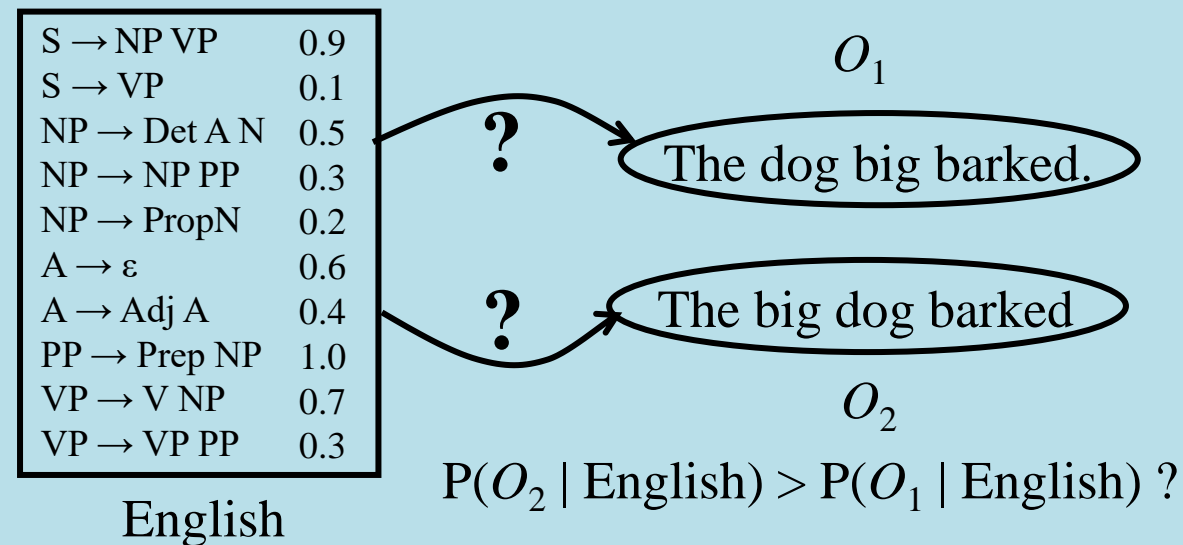 S → NP VP 0.9
S → VP 0.1
NP → Det A N 0.5
NP → NP PP 0.3
NP → PropN 0.2
A → ε 0.6
A → Adj A 0.4
PP → Prep NP 1.0
VP → V NP 0.7
VP → VP PP 0.3
English
?
?
O₁
The dog big barked.
The big dog barked
O₂
P(O₂ | English) > P(O₁ | English) ?